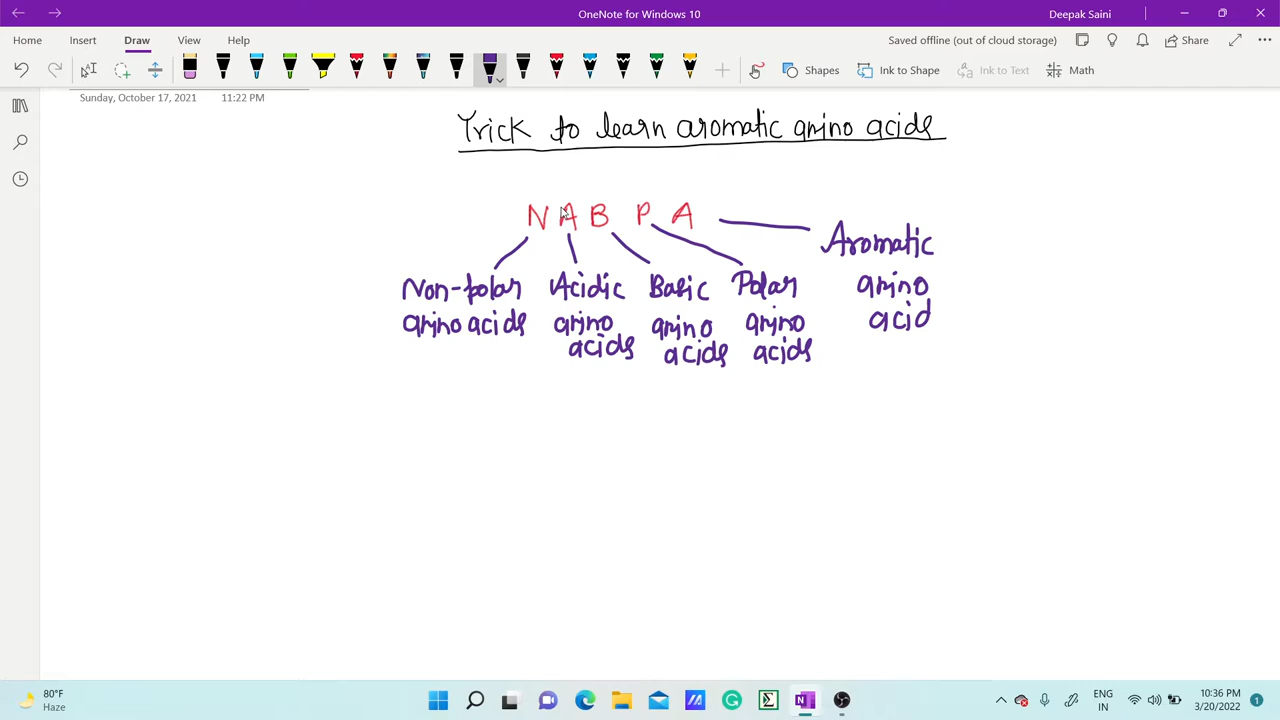 OneNote for Windows 10
Deepak Saini
Home Insert Draw View Help
Saved offline (out of cloud storage)
Share
Shapes
Ink to Shape
Ink to Text
Math
Sunday, October 17, 2021 11:22 PM
Trick to learn aromatic amino acids
N A B P A
Aromatic
amino
acid
Non-polar
amino acids
Acidic
amino
acids
Basic
amino
acids
Polar
amino
acids
80°F
Haze
ENG
IN
10:36 PM
3/20/2022
1